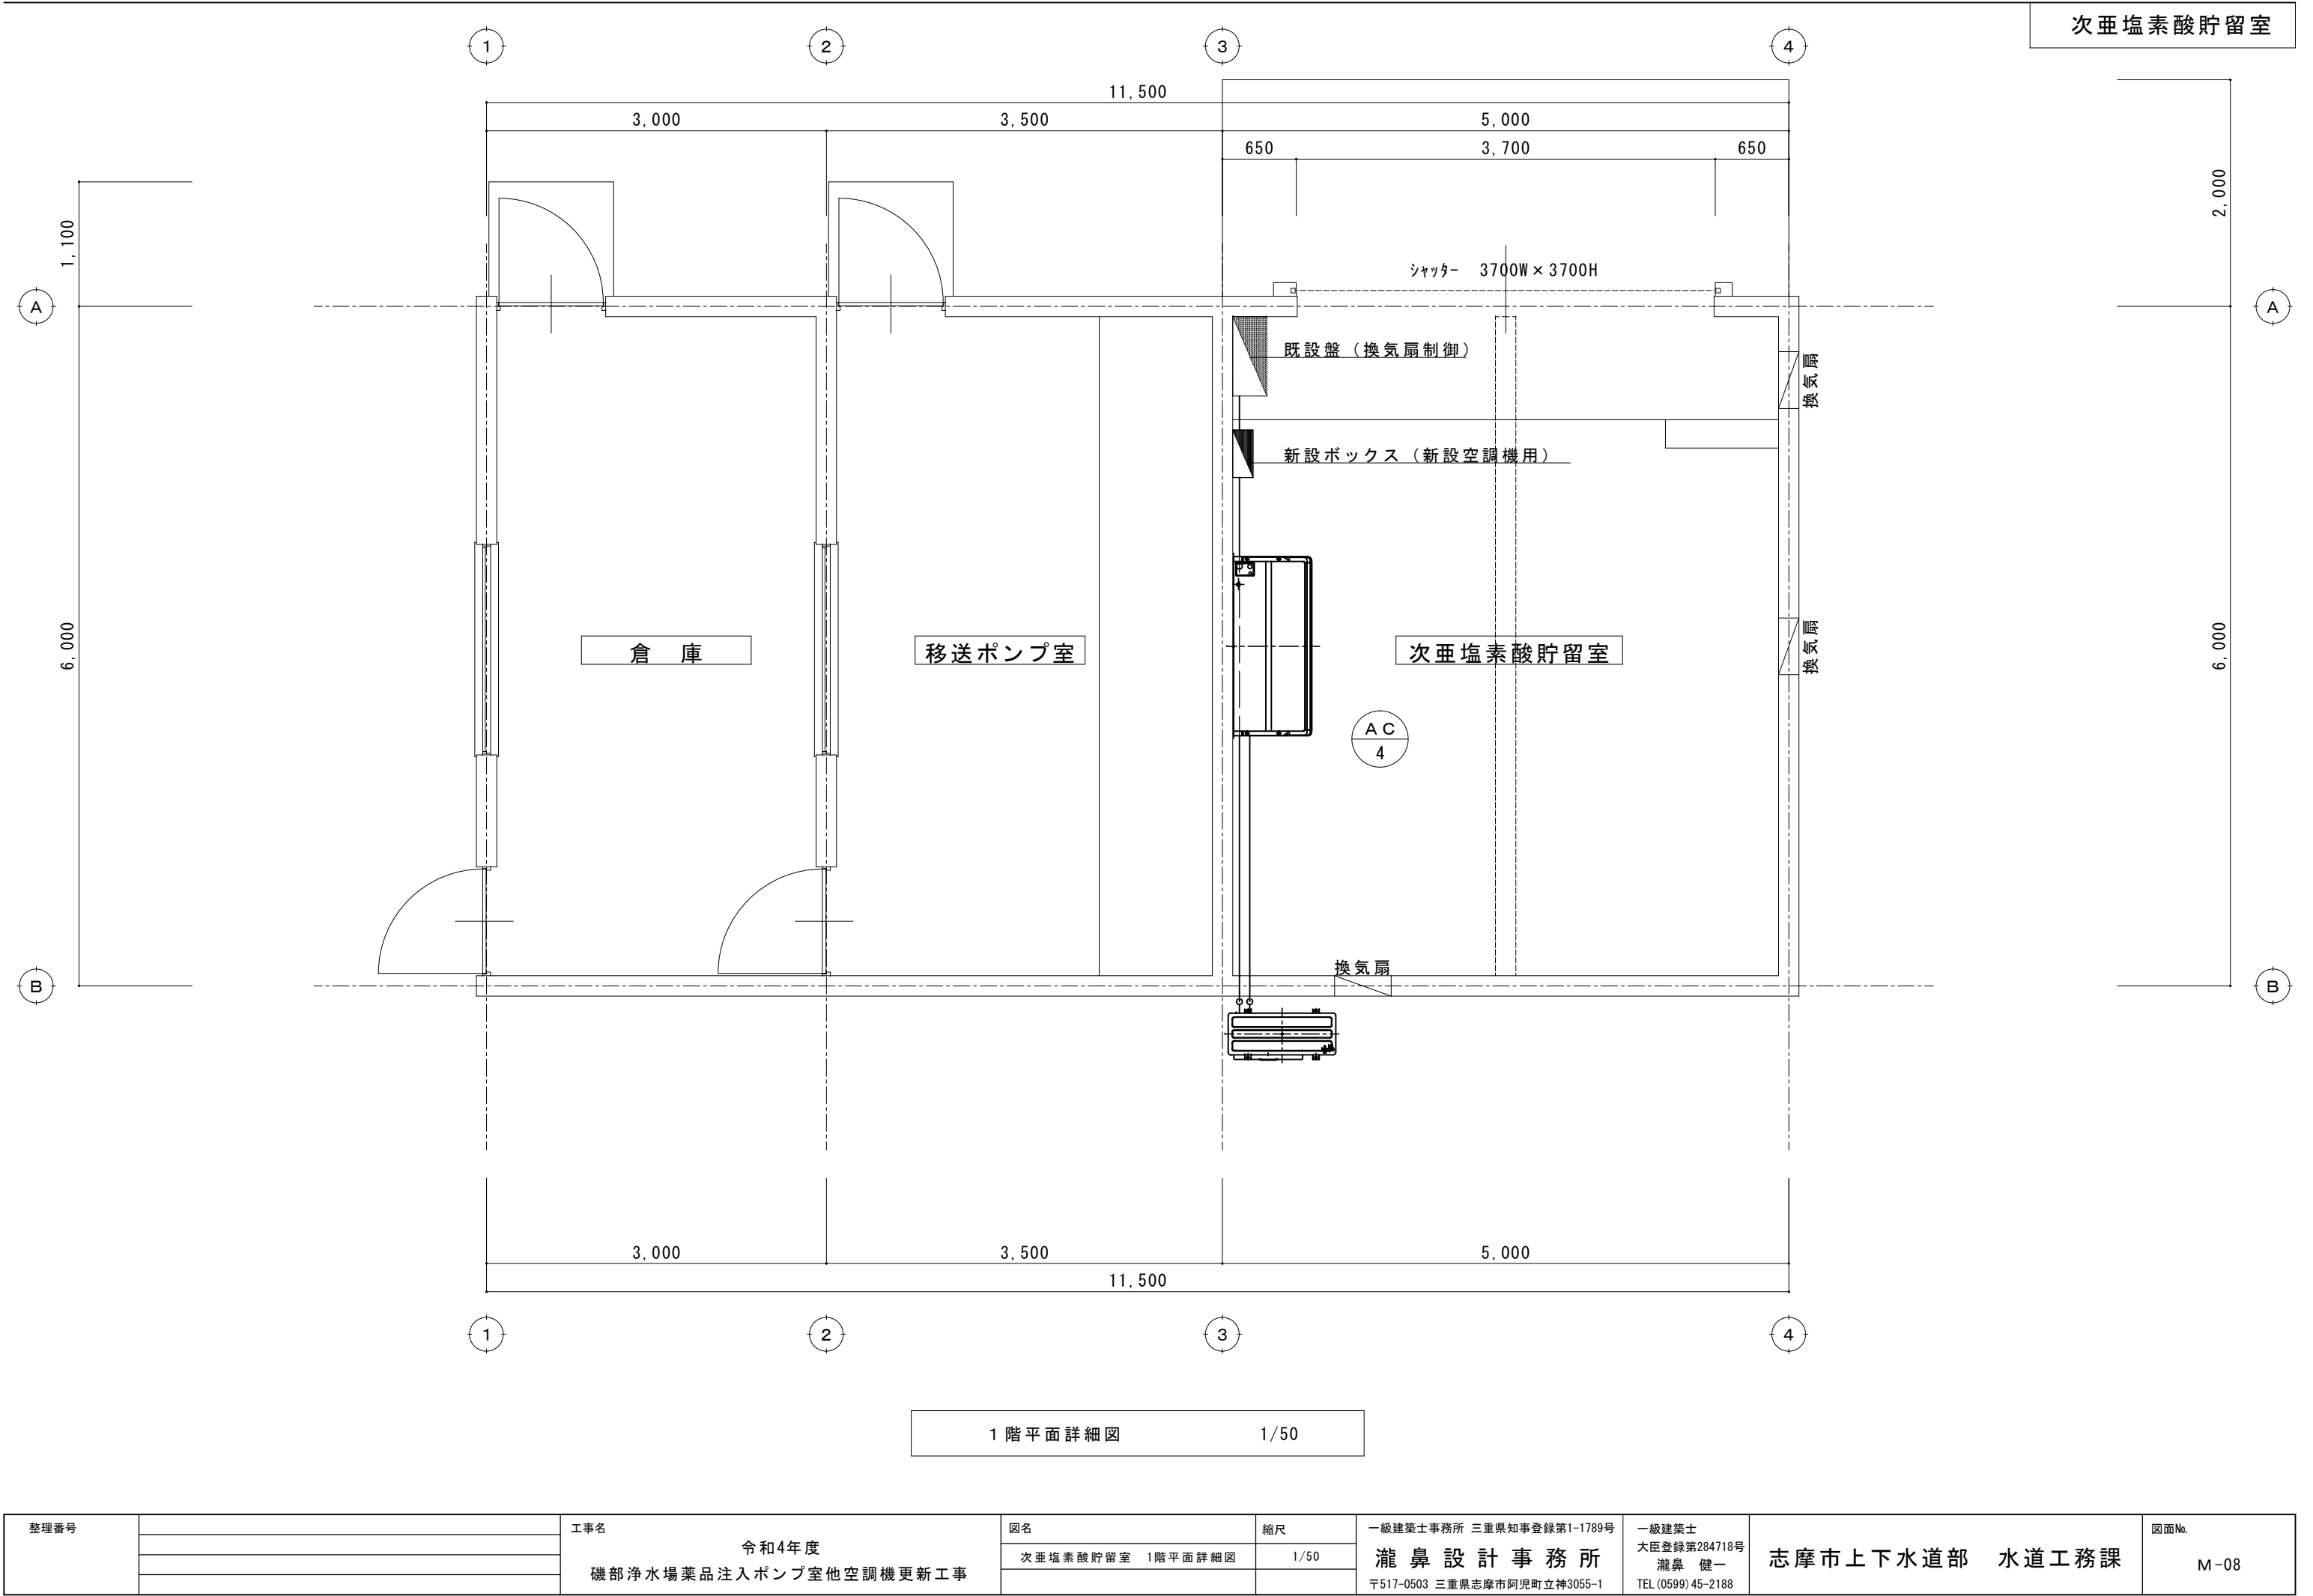 次亜塩素酸貯留室
1 2 3 4
11,500
3,000 3,500 5,000
650 3,700 650
1,100
2,000
シャッター 3700W×3700H
A A
既設盤（換気扇制御）
換気扇
新設ボックス（新設空調機用）
6,000
倉 庫 移送ポンプ室 次亜塩素酸貯留室
換気扇
6,000
AC
4
換気扇
B B
3,000 3,500 5,000
11,500
1 2 3 4
1階平面詳細図 1/50
整理番号
工事名
令和4年度
磯部浄水場薬品注入ポンプ室他空調機更新工事
図名
次亜塩素酸貯留室 1階平面詳細図
縮尺
1/50
一級建築士事務所 三重県知事登録第1-1789号
瀧鼻設計事務所
〒517-0503 三重県志摩市阿児町立神3055-1
一級建築士
大臣登録第284718号
瀧鼻 健一
TEL(0599)45-2188
志摩市上下水道部 水道工務課
図面№
M-08